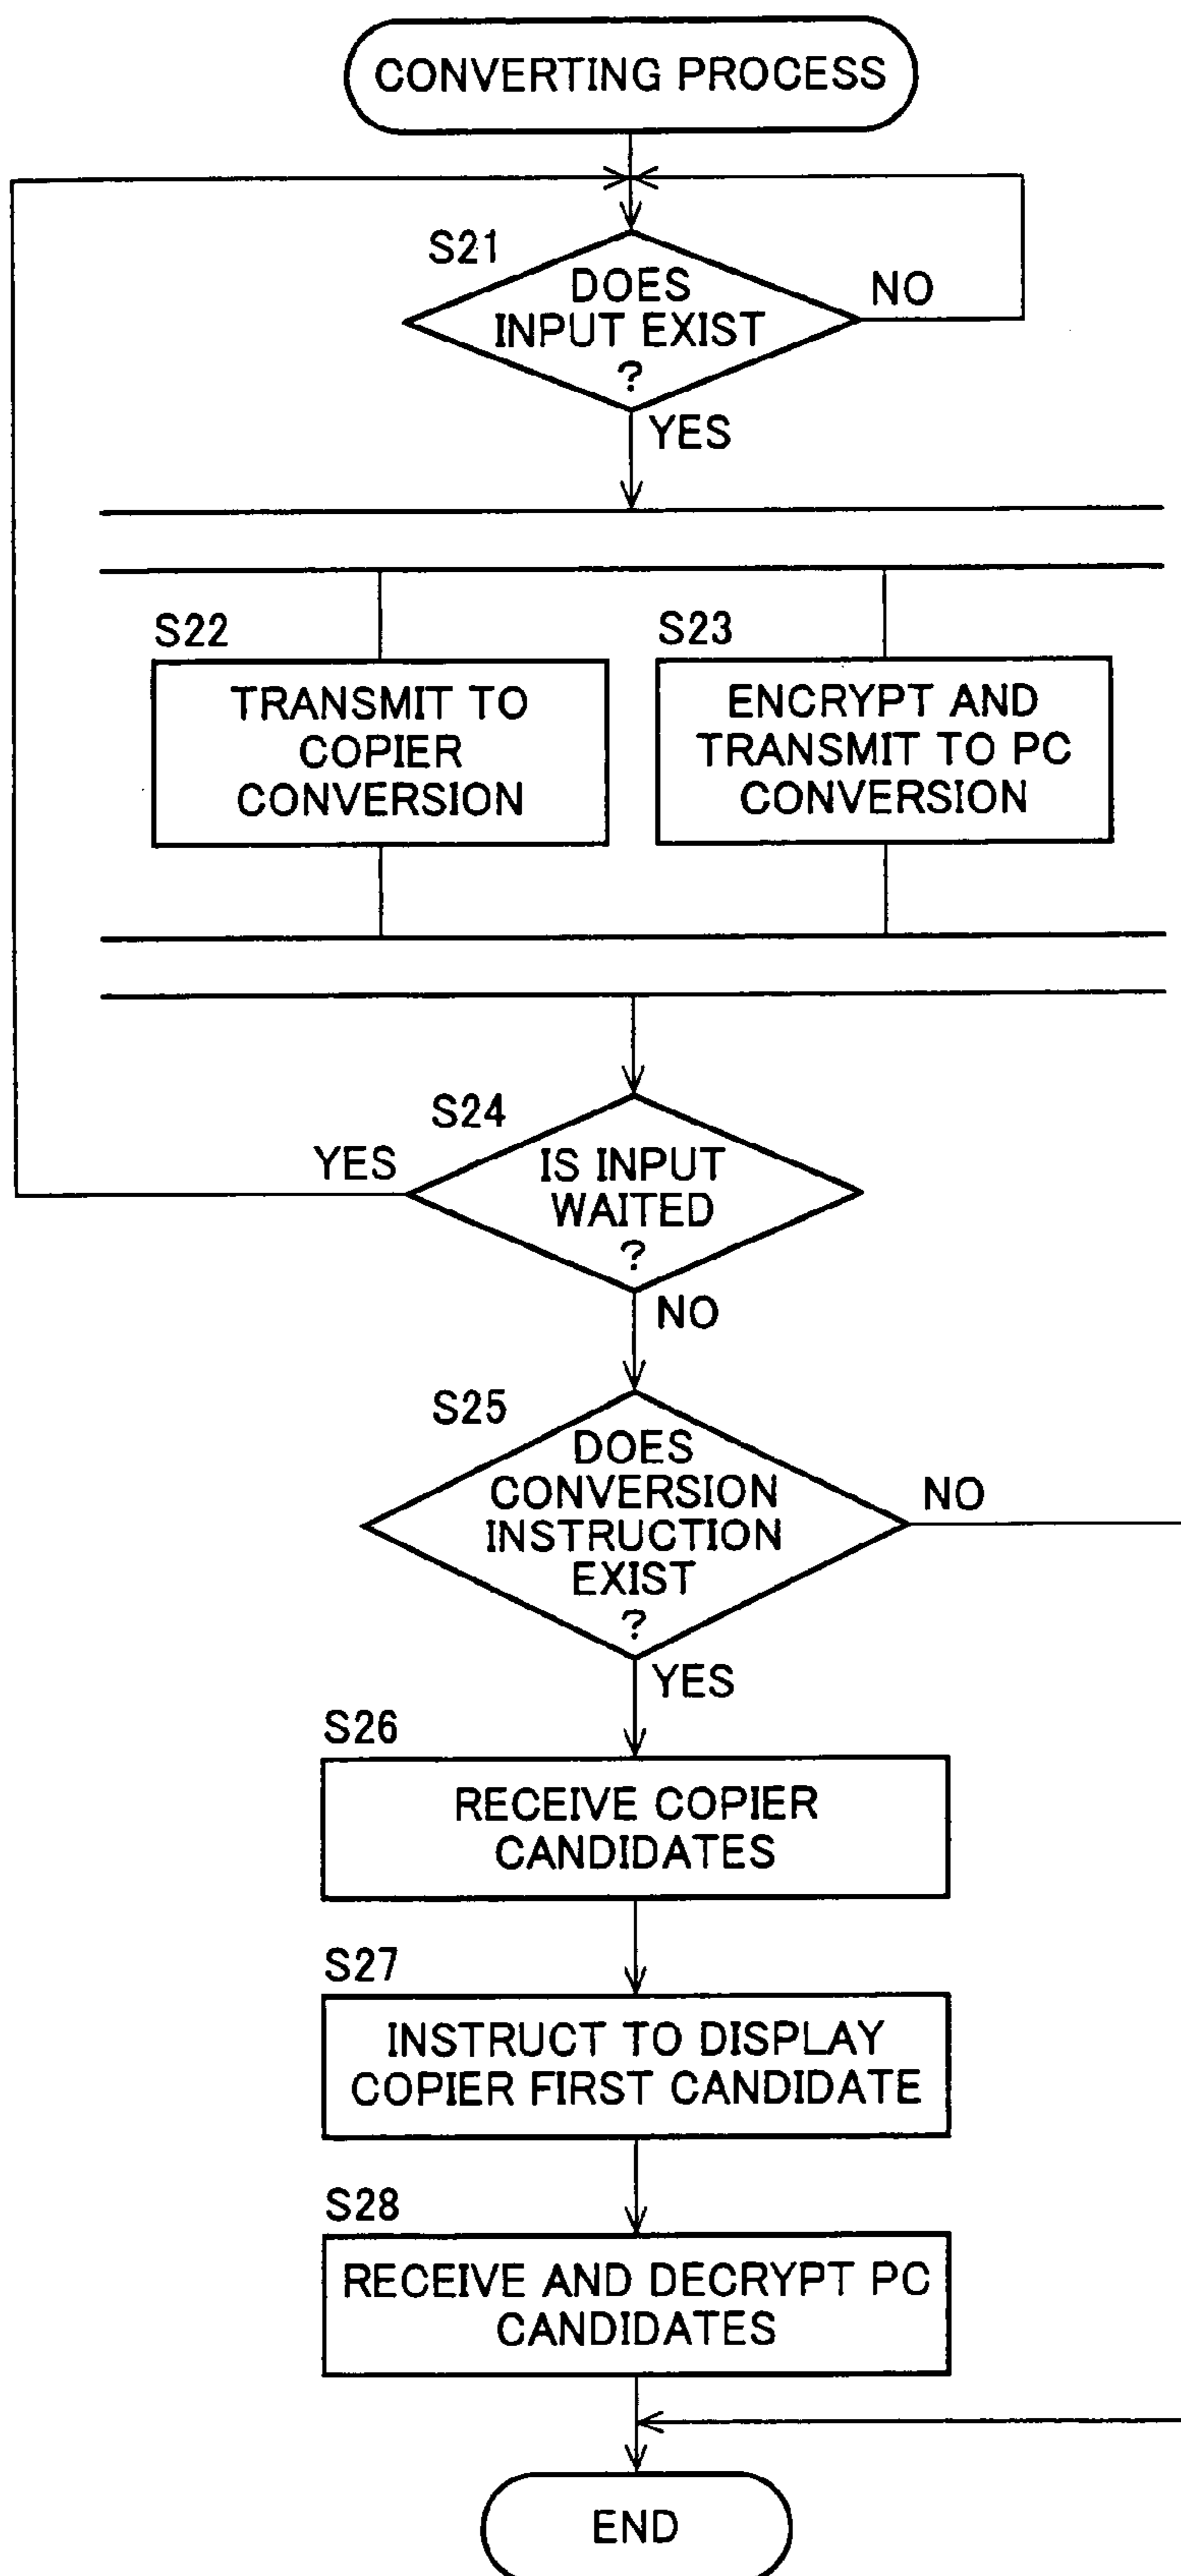 CONVERTING PROCESS
S21
DOES
INPUT EXIST
?
NO
YES
S22
TRANSMIT TO
COPIER
CONVERSION
S23
ENCRYPT AND
TRANSMIT TO PC
CONVERSION
S24
IS INPUT
WAITED
?
YES
NO
S25
DOES
CONVERSION
INSTRUCTION
EXIST
?
NO
YES
S26
RECEIVE COPIER
CANDIDATES
S27
INSTRUCT TO DISPLAY
COPIER FIRST CANDIDATE
S28
RECEIVE AND DECRYPT PC
CANDIDATES
END